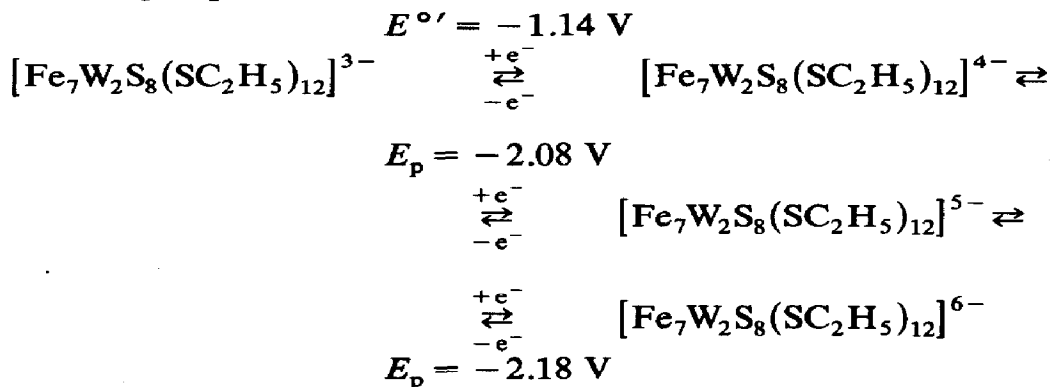 E°′ = −1.14 V
[Fe₇W₂S₈(SC₂H₅)₁₂]³⁻ +e⁻ ⇄ −e⁻ [Fe₇W₂S₈(SC₂H₅)₁₂]⁴⁻ ⇄
Eₚ = −2.08 V
+e⁻ ⇄ −e⁻ [Fe₇W₂S₈(SC₂H₅)₁₂]⁵⁻ ⇄
+e⁻ ⇄ −e⁻ [Fe₇W₂S₈(SC₂H₅)₁₂]⁶⁻
Eₚ = −2.18 V